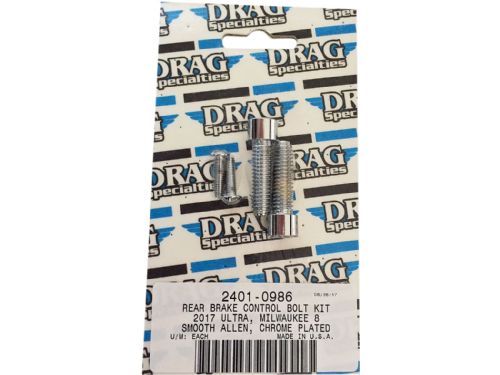 DRAG
Specialties
DRAG
Specialties
DRAG
Specialties
DRAG
Specialties
DRAG
Specialties
DRAG
Specialties
DRAG
2401-0986
REAR BRAKE CONTROL BOLT KIT
2017 ULTRA, MILWAUKEE 8
SMOOTH ALLEN, CHROME PLATED
U/M: EACH MADE IN U.S.A.